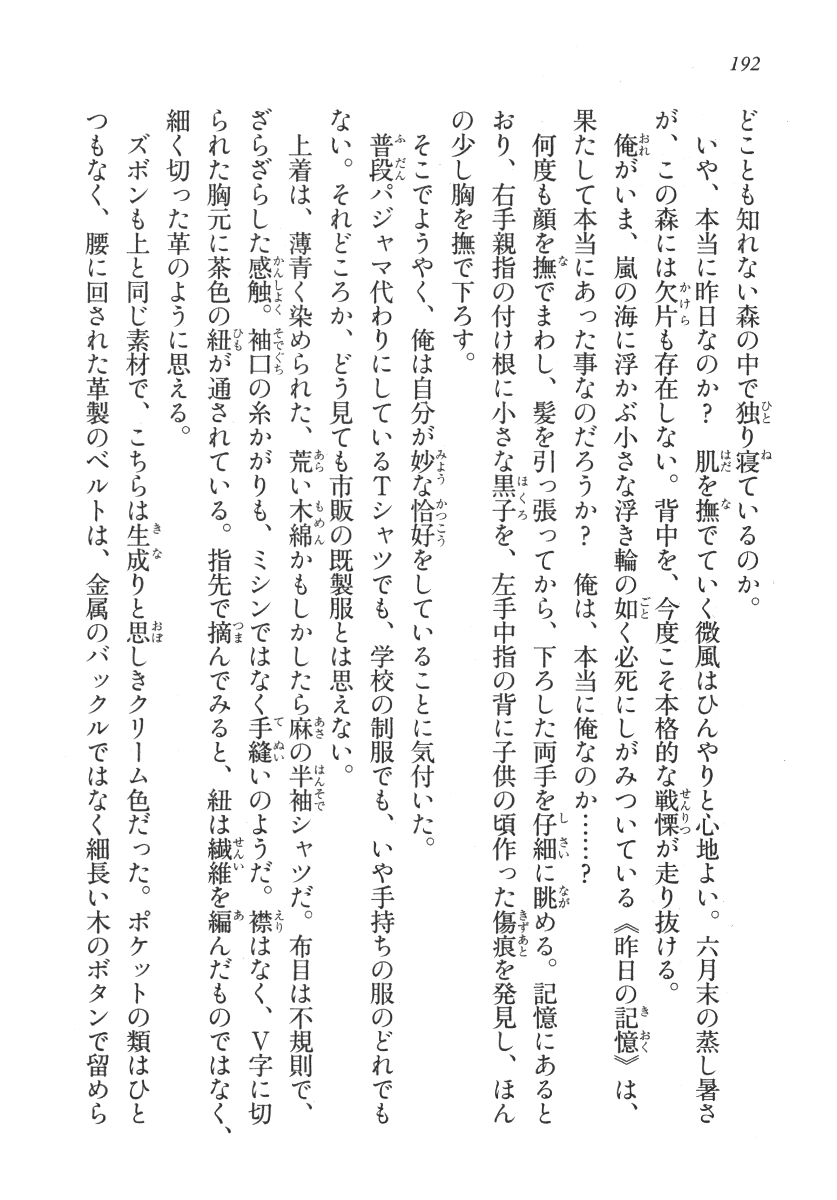 192
どことも知れない森の中で独り寝ているのか。
いや、本当に昨日なのか？　肌を撫でていく微風はひんやりと心地よい。六月末の蒸し暑さ
が、この森には欠片も存在しない。背中を、今度こそ本格的な戦慄が走り抜ける。
俺がいま、嵐の海に浮かぶ小さな浮き輪の如く必死にしがみついている《昨日の記憶》は、
果たして本当にあった事なのだろうか？　俺は、本当に俺なのか……？
何度も顔を撫でまわし、髪を引っ張ってから、下ろした両手を仔細に眺める。記憶にあると
おり、右手親指の付け根に小さな黒子を、左手中指の背に子供の頃作った傷痕を発見し、ほん
の少し胸を撫で下ろす。
そこでようやく、俺は自分が妙な恰好をしていることに気付いた。
普段パジャマ代わりにしているTシャツでも、学校の制服でも、いや手持ちの服のどれでも
ない。それどころか、どう見ても市販の既製服とは思えない。
上着は、薄青く染められた、荒い木綿かもしかしたら麻の半袖シャツだ。布目は不規則で、
ざらざらした感触。袖口の糸かがりも、ミシンではなく手縫いのようだ。襟はなく、V字に切
られた胸元に茶色の紐が通されている。指先で摘んでみると、紐は繊維を編んだものではなく、
細く切った革のように思える。
ズボンも上と同じ素材で、こちらは生成りと思しきクリーム色だった。ポケットの類はひと
つもなく、腰に回された革製のベルトは、金属のバックルではなく細長い木のボタンで留めら